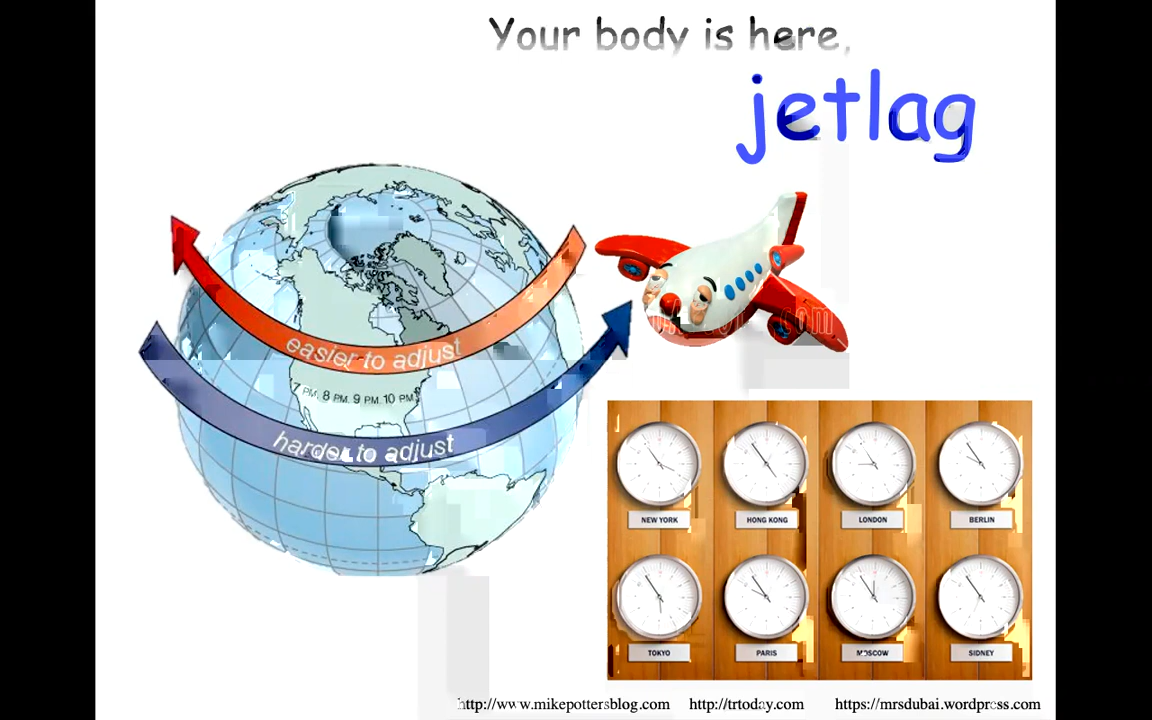 Your body is here,
jetlag
easier to adjust
7 PM. 8 PM. 9 PM. 10 PM.
harder to adjust
NEW YORK
HONG KONG
LONDON
BERLIN
TOKYO
PARIS
MOSCOW
SIDNEY
http://www.mikepottersblog.com http://trtoday.com https://mrsdubai.wordpress.com